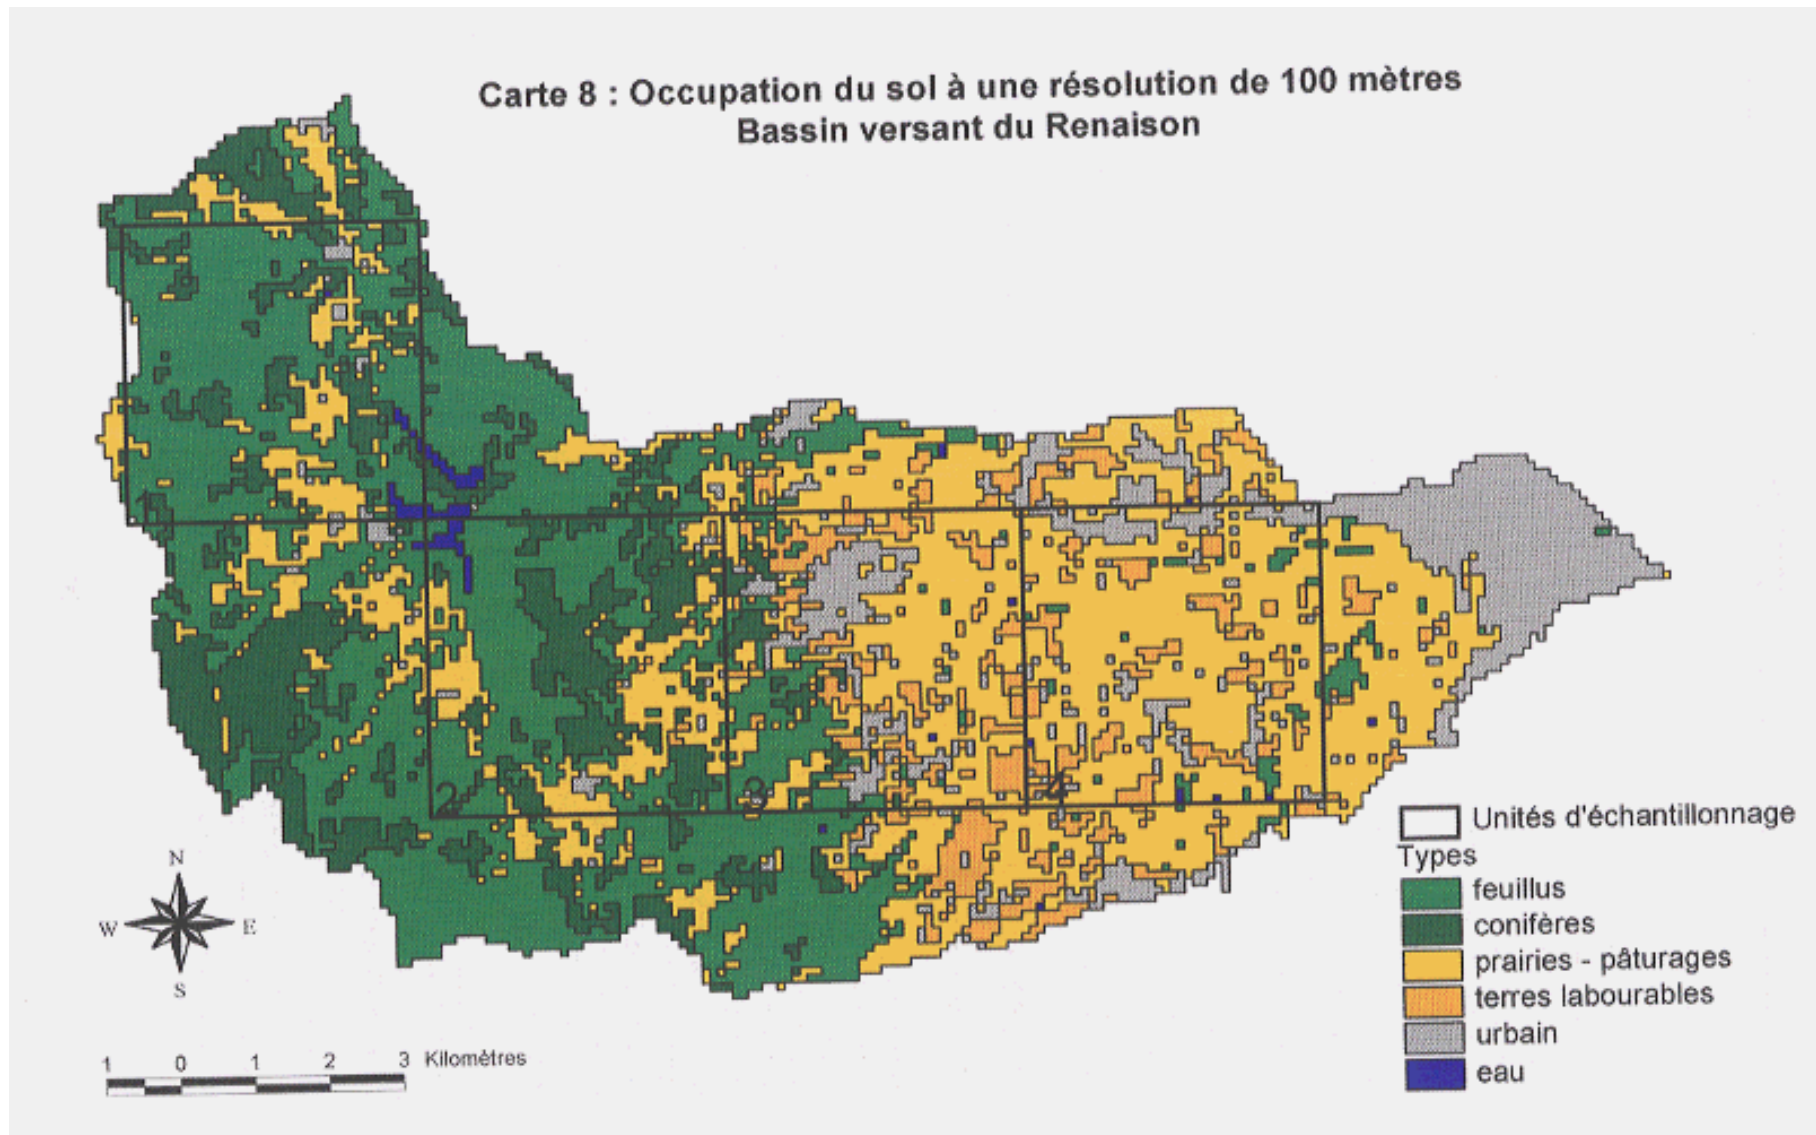 Carte 8 : Occupation du sol à une résolution de 100 mètres
Bassin versant du Renaison
1
2
3
4
N
W
E
S
1 0 1 2 3 Kilomètres
Unités d'échantillonnage
Types
feuillus
conifères
prairies - pâturages
terres labourables
urbain
eau